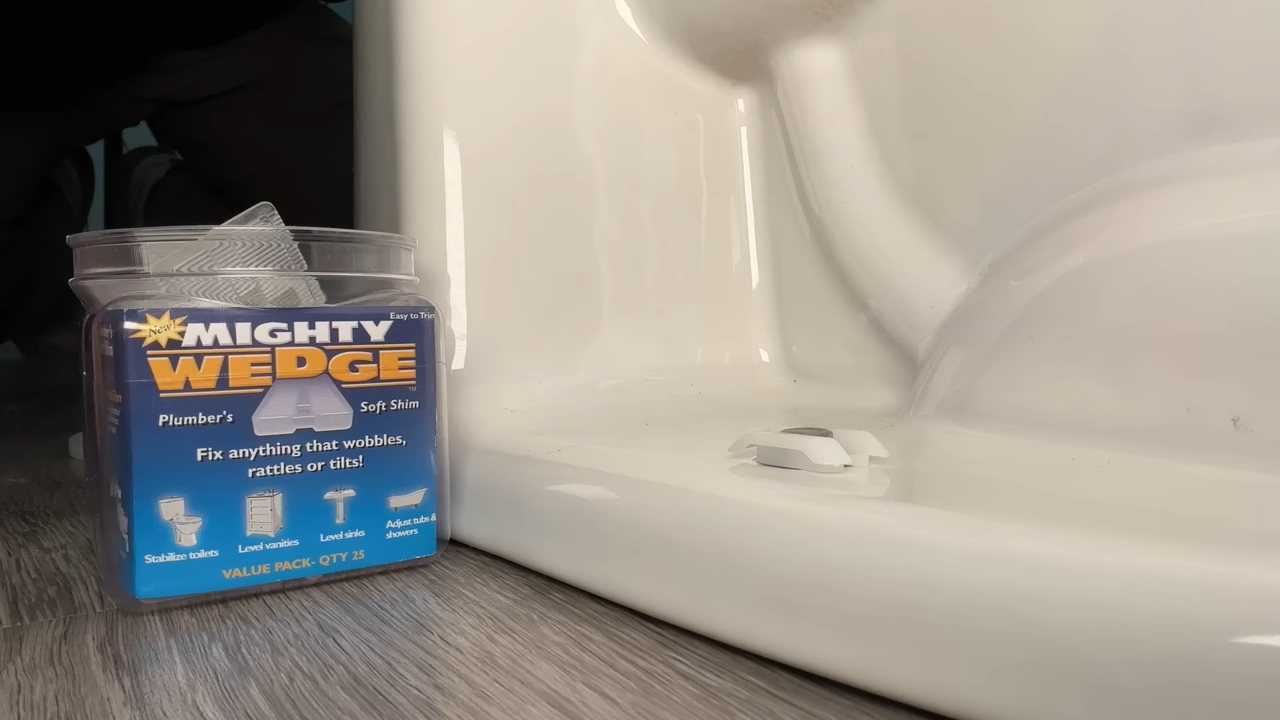 New!
Easy to Trim
MIGHTY
WEDGE
TM
Plumber's
Soft Shim
Fix anything that wobbles,
rattles or tilts!
Stabilize toilets
Level vanities
Level sinks
Adjust tubs &
showers
VALUE PACK- QTY 25